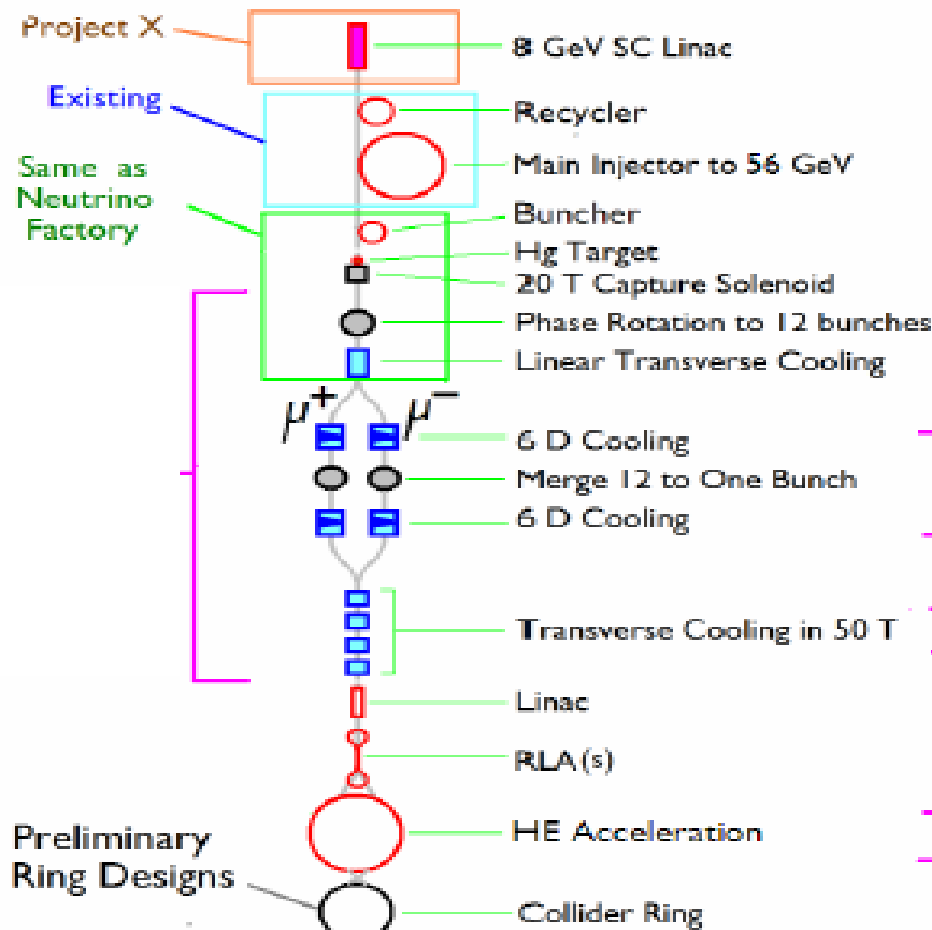 Project X
8 GeV SC Linac
Existing
Recycler
Main Injector to 56 GeV
Same as
Neutrino
Factory
Buncher
Hg Target
20 T Capture Solenoid
Phase Rotation to 12 bunches
Linear Transverse Cooling
μ+ μ−
6 D Cooling
Merge 12 to One Bunch
6 D Cooling
Transverse Cooling in 50 T
Linac
RLA(s)
HE Acceleration
Preliminary
Ring Designs
Collider Ring